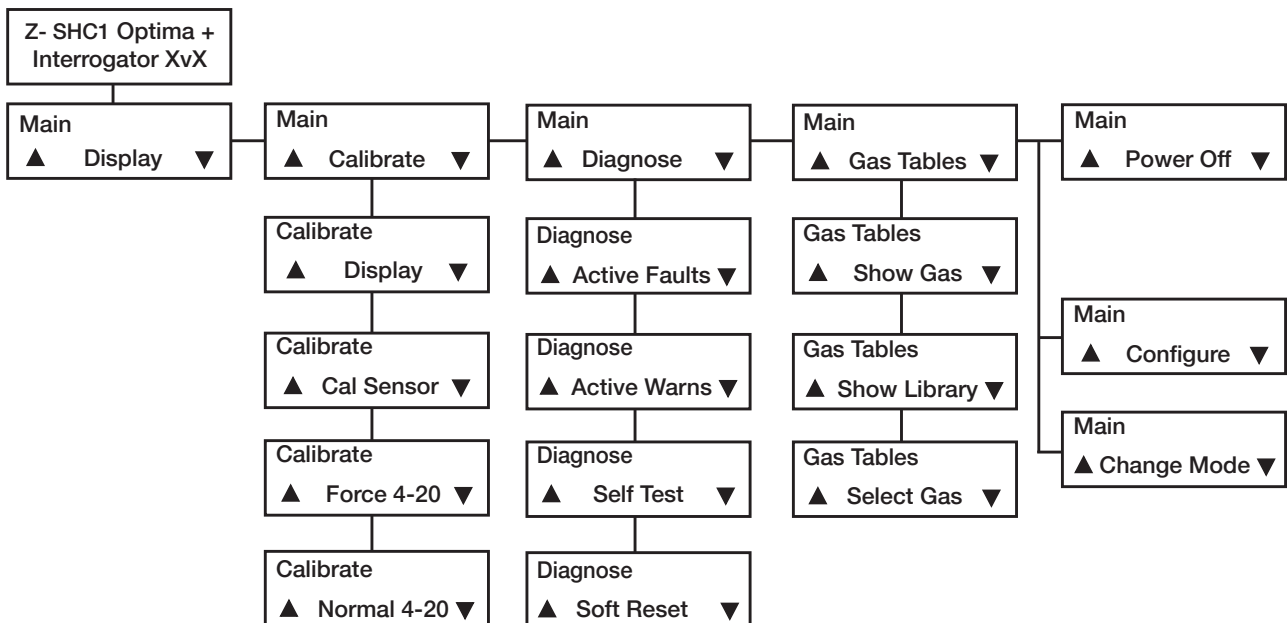 Z- SHC1 Optima +
Interrogator XvX
Main
▲ Display ▼
Main
▲ Calibrate ▼
Calibrate
▲ Display ▼
Calibrate
▲ Cal Sensor ▼
Calibrate
▲ Force 4-20 ▼
Calibrate
▲ Normal 4-20 ▼
Main
▲ Diagnose ▼
Diagnose
▲ Active Faults ▼
Diagnose
▲ Active Warns ▼
Diagnose
▲ Self Test ▼
Diagnose
▲ Soft Reset ▼
Main
▲ Gas Tables ▼
Gas Tables
▲ Show Gas ▼
Gas Tables
▲ Show Library ▼
Gas Tables
▲ Select Gas ▼
Main
▲ Power Off ▼
Main
▲ Configure ▼
Main
▲ Change Mode ▼